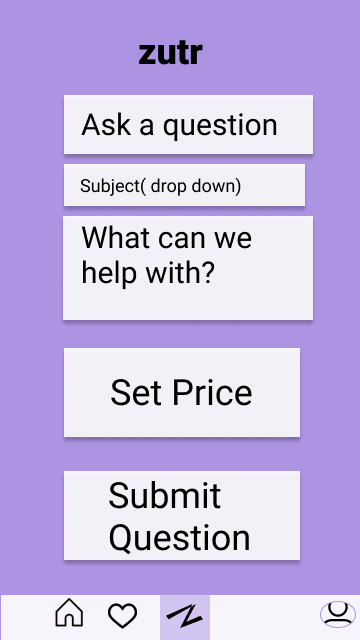 zutr
Ask a question
Subject( drop down)
What can we
help with?
Set Price
Submit
Question